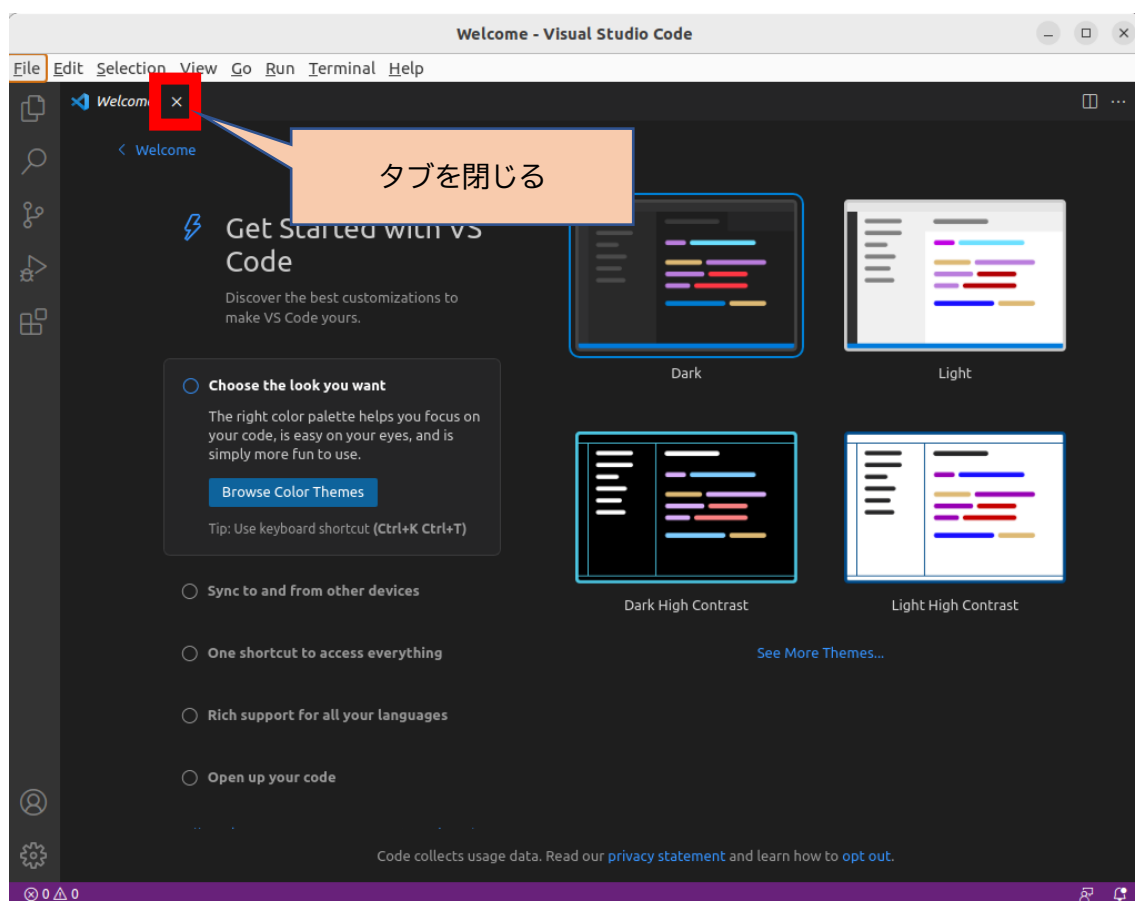 Welcome - Visual Studio Code
File Edit Selection View Go Run Terminal Help
Welcome
< Welcome
タブを閉じる
Get Started with VS
Code
Discover the best customizations to
make VS Code yours.
Dark
Light
Choose the look you want
The right color palette helps you focus on
your code, is easy on your eyes, and is
simply more fun to use.
Browse Color Themes
Tip: Use keyboard shortcut (Ctrl+K Ctrl+T)
Sync to and from other devices
Dark High Contrast
Light High Contrast
One shortcut to access everything
See More Themes...
Rich support for all your languages
Open up your code
Code collects usage data. Read our privacy statement and learn how to opt out.
0 0